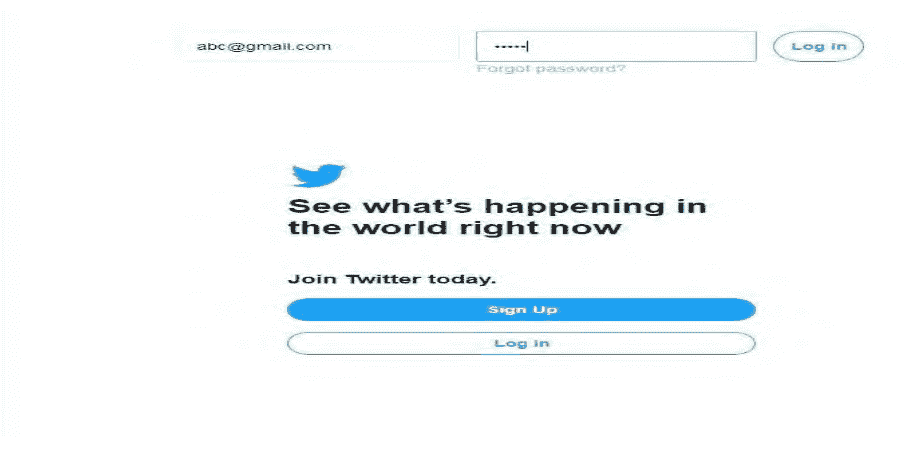 abc@gmail.com
•••••
Log in
Forgot password?
See what's happening in
the world right now
Join Twitter today.
Sign Up
Log in